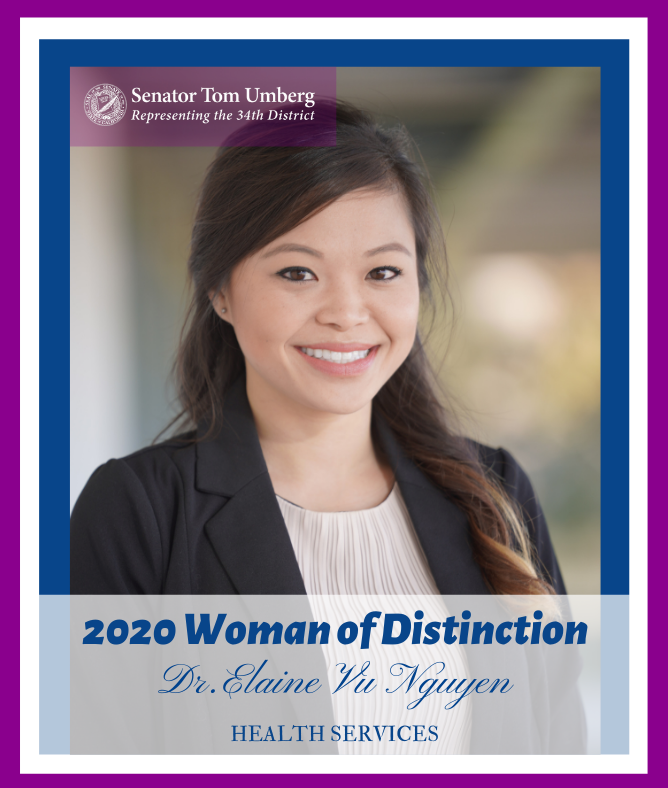 Senator Tom Umberg
Representing the 34th District
2020 Woman of Distinction
Dr.Elaine Vu Nguyen
HEALTH SERVICES